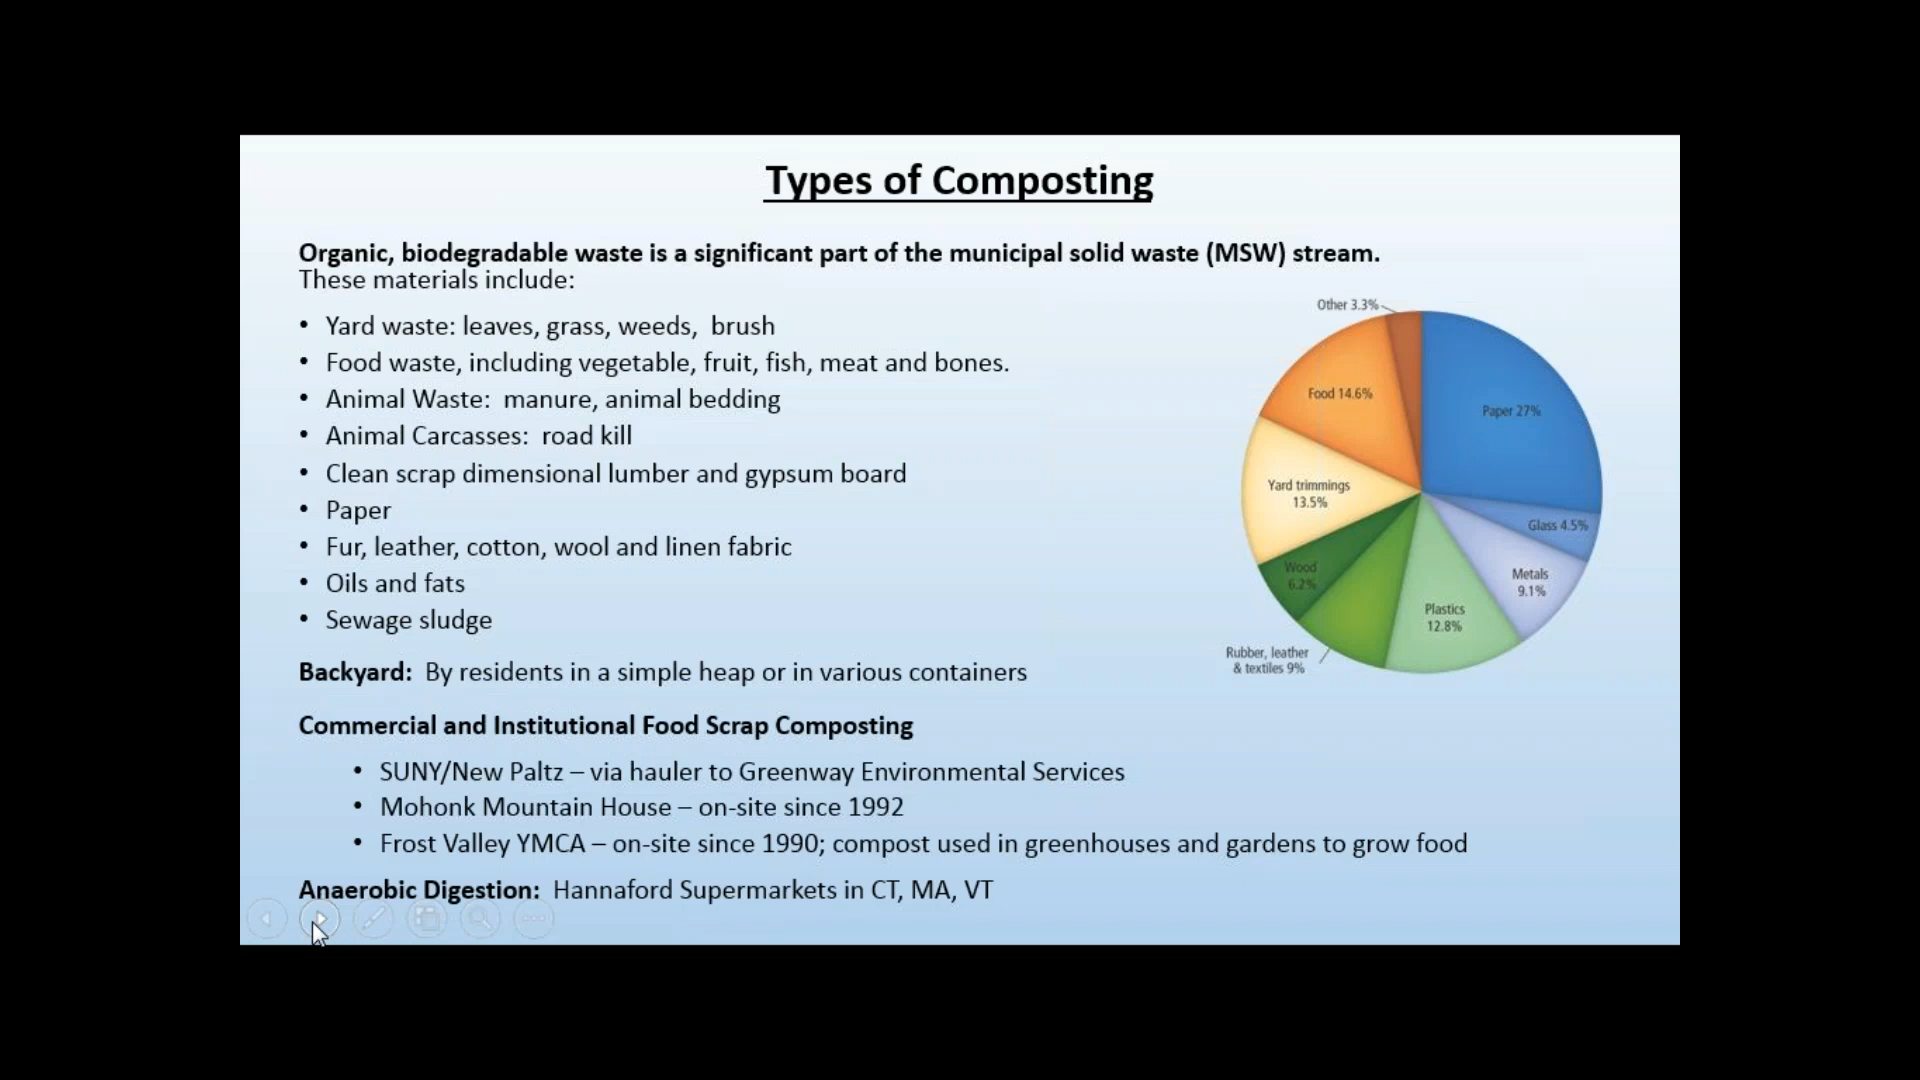 Types of Composting
Organic, biodegradable waste is a significant part of the municipal solid waste (MSW) stream.
These materials include:
• Yard waste: leaves, grass, weeds, brush
• Food waste, including vegetable, fruit, fish, meat and bones.
• Animal Waste: manure, animal bedding
• Animal Carcasses: road kill
• Clean scrap dimensional lumber and gypsum board
• Paper
• Fur, leather, cotton, wool and linen fabric
• Oils and fats
• Sewage sludge
Other 3.3%
Food 14.6%
Paper 27%
Yard trimmings
13.5%
Glass 4.5%
Wood
6.2%
Metals
9.1%
Plastics
12.8%
Rubber, leather
& textiles 9%
Backyard: By residents in a simple heap or in various containers
Commercial and Institutional Food Scrap Composting
• SUNY/New Paltz – via hauler to Greenway Environmental Services
• Mohonk Mountain House – on-site since 1992
• Frost Valley YMCA – on-site since 1990; compost used in greenhouses and gardens to grow food
Anaerobic Digestion: Hannaford Supermarkets in CT, MA, VT